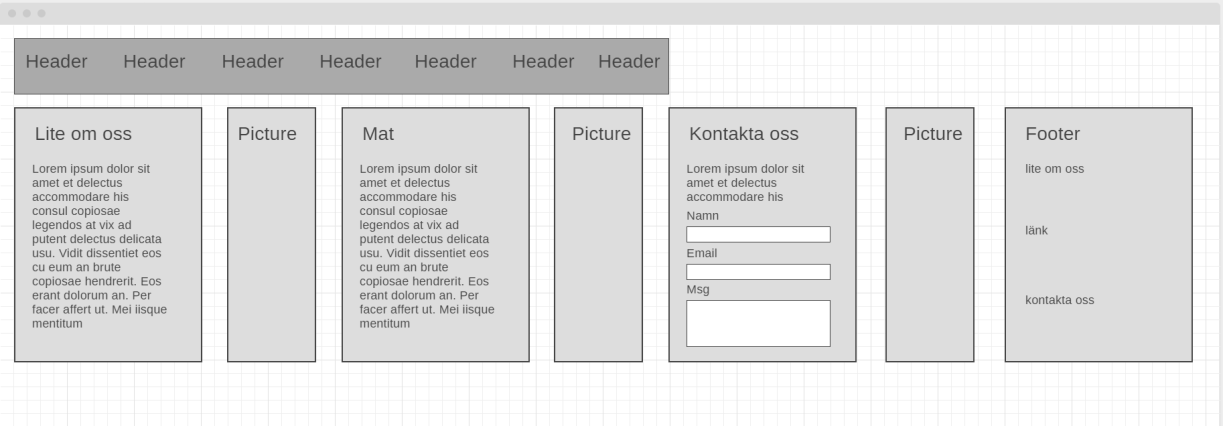 Header Header Header Header Header Header Header
Lite om oss
Lorem ipsum dolor sit
amet et delectus
accommodare his
consul copiosae
legendos at vix ad
putent delectus delicata
usu. Vidit dissentiet eos
cu eum an brute
copiosae hendrerit. Eos
erant dolorum an. Per
facer affert ut. Mei iisque
mentitum
Picture
Mat
Lorem ipsum dolor sit
amet et delectus
accommodare his
consul copiosae
legendos at vix ad
putent delectus delicata
usu. Vidit dissentiet eos
cu eum an brute
copiosae hendrerit. Eos
erant dolorum an. Per
facer affert ut. Mei iisque
mentitum
Picture
Kontakta oss
Lorem ipsum dolor sit
amet et delectus
accommodare his
Namn
Email
Msg
Picture
Footer
lite om oss
länk
kontakta oss